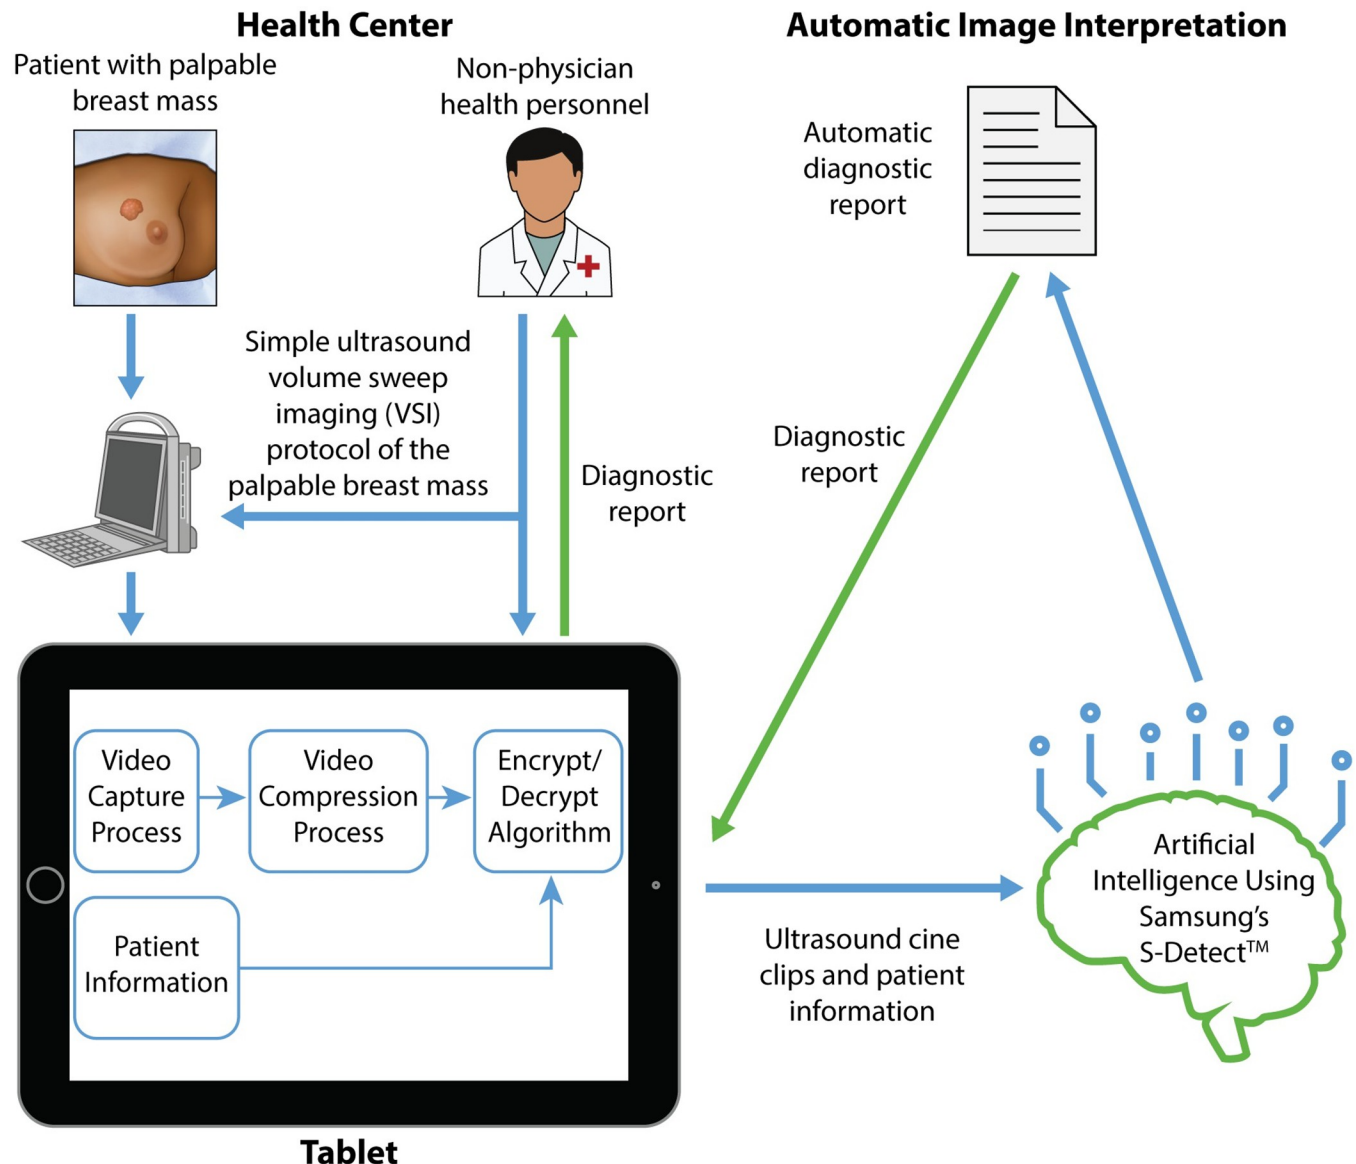 Health Center
Automatic Image Interpretation
Patient with palpable
breast mass
Non-physician
health personnel
Automatic
diagnostic
report
Simple ultrasound
volume sweep
imaging (VSI)
protocol of the
palpable breast mass
Diagnostic
report
Diagnostic
report
Video
Capture
Process
Video
Compression
Process
Encrypt/
Decrypt
Algorithm
Patient
Information
Ultrasound cine
clips and patient
information
Artificial
Intelligence Using
Samsung’s
S-Detect™
Tablet